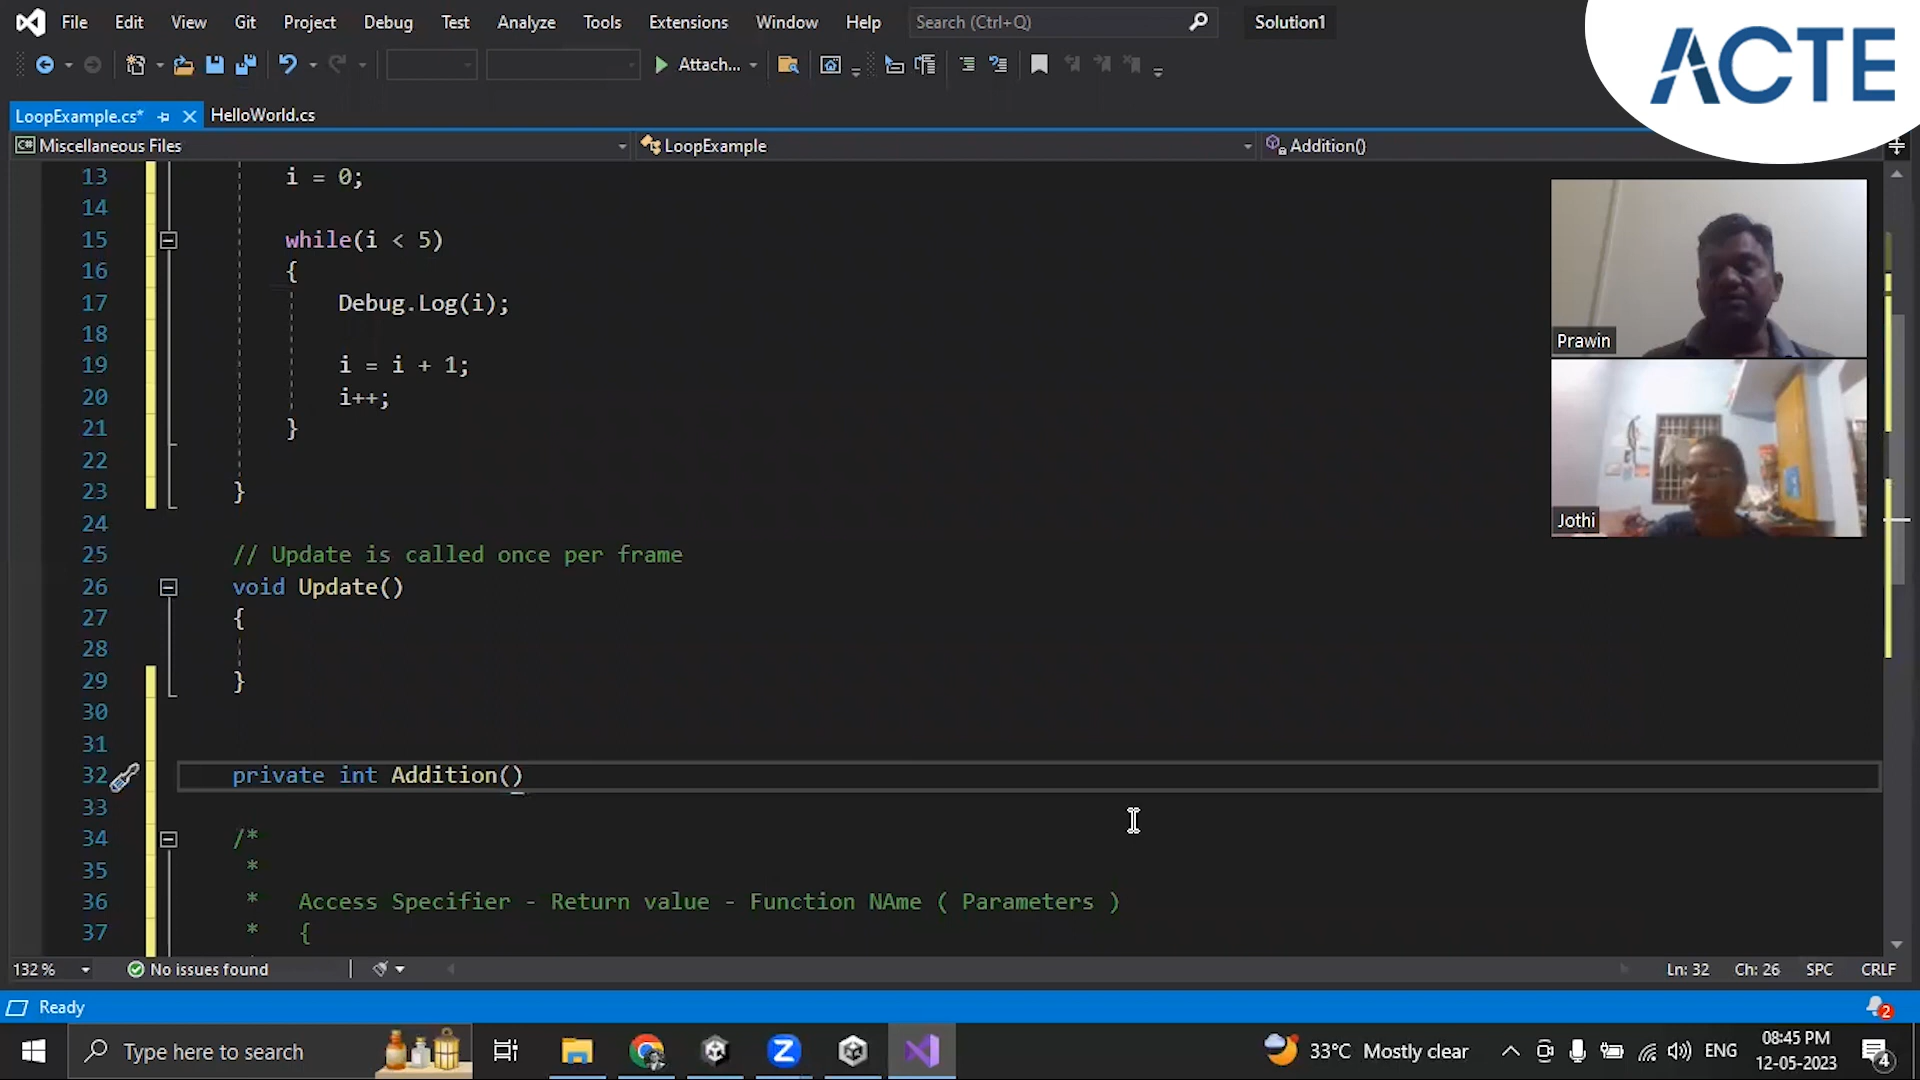 File Edit View Git Project Debug Test Analyze Tools Extensions Window Help Search (Ctrl+Q) Solution1
ACTE
Attach...
LoopExample.cs* HelloWorld.cs
C# Miscellaneous Files LoopExample Addition()
13 i = 0;
14
15 while(i < 5)
16 {
17 Debug.Log(i);
18
19 i = i + 1;
20 i++;
21 }
22
23 }
24
25 // Update is called once per frame
26 void Update()
27 {
28
29 }
30
31
32 private int Addition()
33
34 /*
35 *
36 * Access Specifier - Return value - Function NAme ( Parameters )
37 * {
Prawin
Jothi
132 % No issues found Ln: 32 Ch: 26 SPC CRLF
Ready 2
Type here to search 33°C Mostly clear ENG 08:45 PM
12-05-2023 4